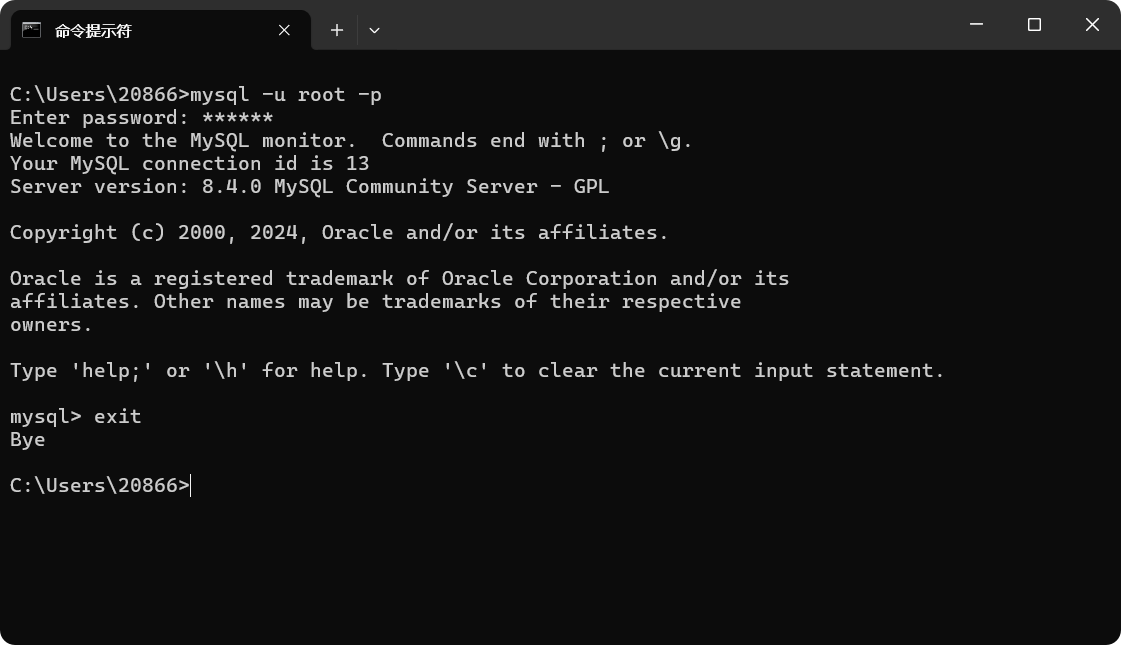 命令提示符
C:\Users\20866>mysql -u root -p
Enter password: ******
Welcome to the MySQL monitor.  Commands end with ; or \g.
Your MySQL connection id is 13
Server version: 8.4.0 MySQL Community Server - GPL
Copyright (c) 2000, 2024, Oracle and/or its affiliates.
Oracle is a registered trademark of Oracle Corporation and/or its
affiliates. Other names may be trademarks of their respective
owners.
Type 'help;' or '\h' for help. Type '\c' to clear the current input statement.
mysql> exit
Bye
C:\Users\20866>